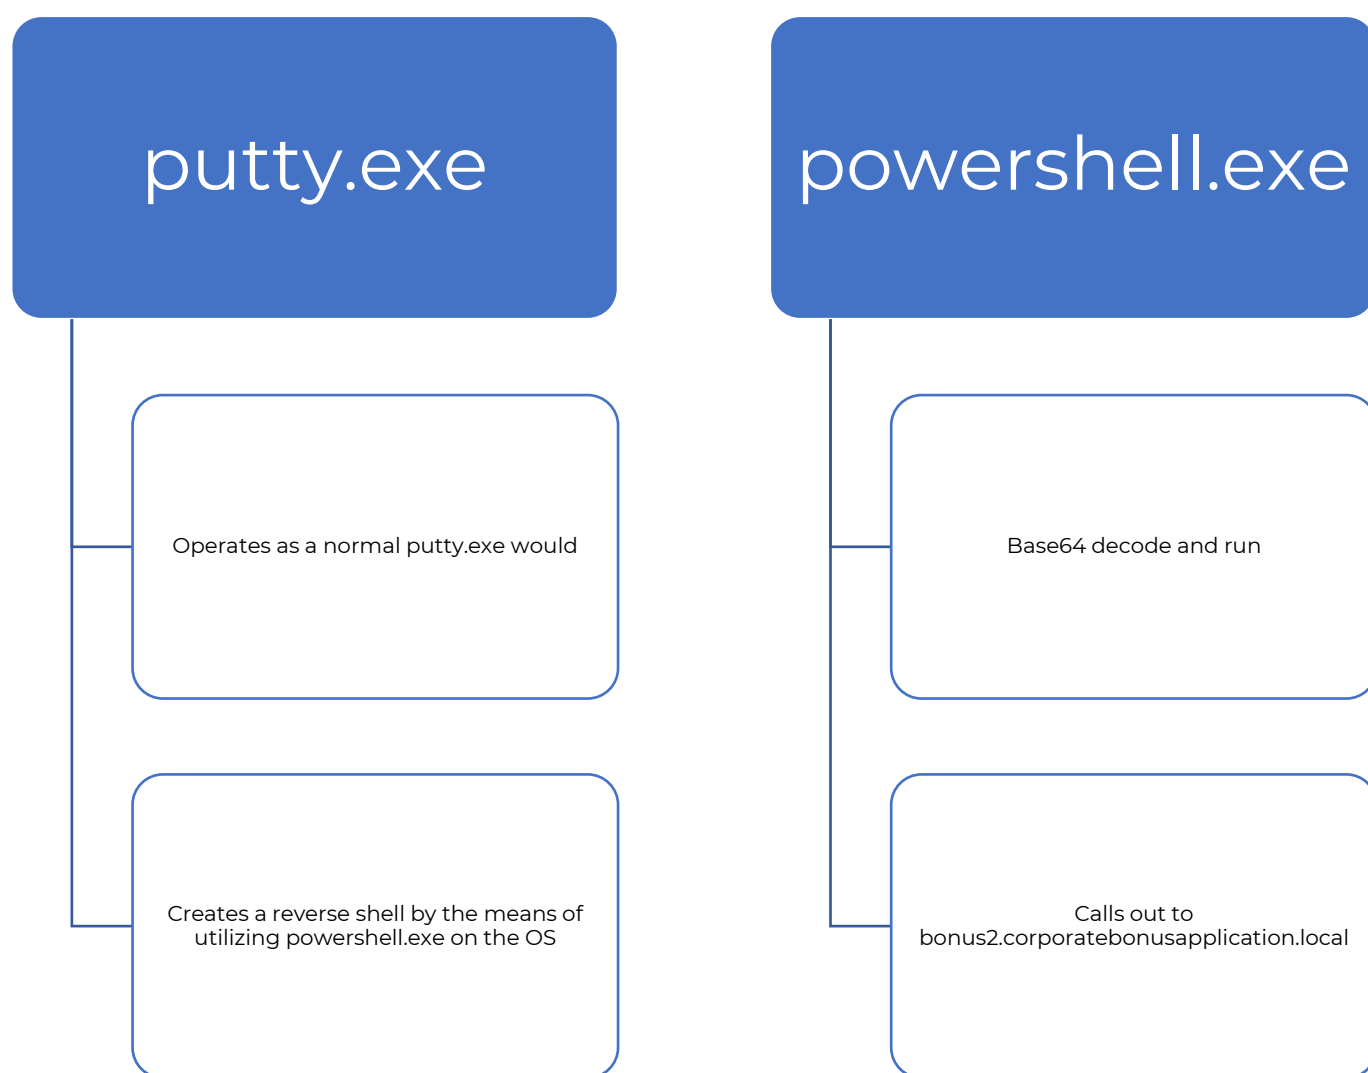 putty.exe
Operates as a normal putty.exe would
Creates a reverse shell by the means of
utilizing powershell.exe on the OS
powershell.exe
Base64 decode and run
Calls out to
bonus2.corporatebonusapplication.local